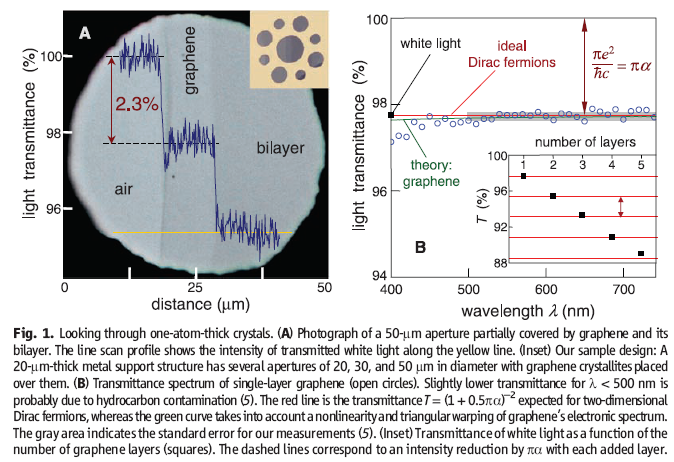 A
graphene
light transmittance (%)
100
98
96
2.3%
air
bilayer
0
25
50
distance (μm)
B
light transmittance (%)
100
98
96
94
white light
ideal
Dirac fermions
πe²/ħc = πα
theory:
graphene
number of layers
1 2 3 4 5
T (%)
100
96
92
88
400 500 600 700
wavelength λ (nm)
Fig. 1. Looking through one-atom-thick crystals. (A) Photograph of a 50-μm aperture partially covered by graphene and its
bilayer. The line scan profile shows the intensity of transmitted white light along the yellow line. (Inset) Our sample design: A
20-μm-thick metal support structure has several apertures of 20, 30, and 50 μm in diameter with graphene crystallites placed
over them. (B) Transmittance spectrum of single-layer graphene (open circles). Slightly lower transmittance for λ < 500 nm is
probably due to hydrocarbon contamination (5). The red line is the transmittance T = (1 + 0.5πα)⁻² expected for two-dimensional
Dirac fermions, whereas the green curve takes into account a nonlinearity and triangular warping of graphene's electronic spectrum.
The gray area indicates the standard error for our measurements (5). (Inset) Transmittance of white light as a function of the
number of graphene layers (squares). The dashed lines correspond to an intensity reduction by πα with each added layer.